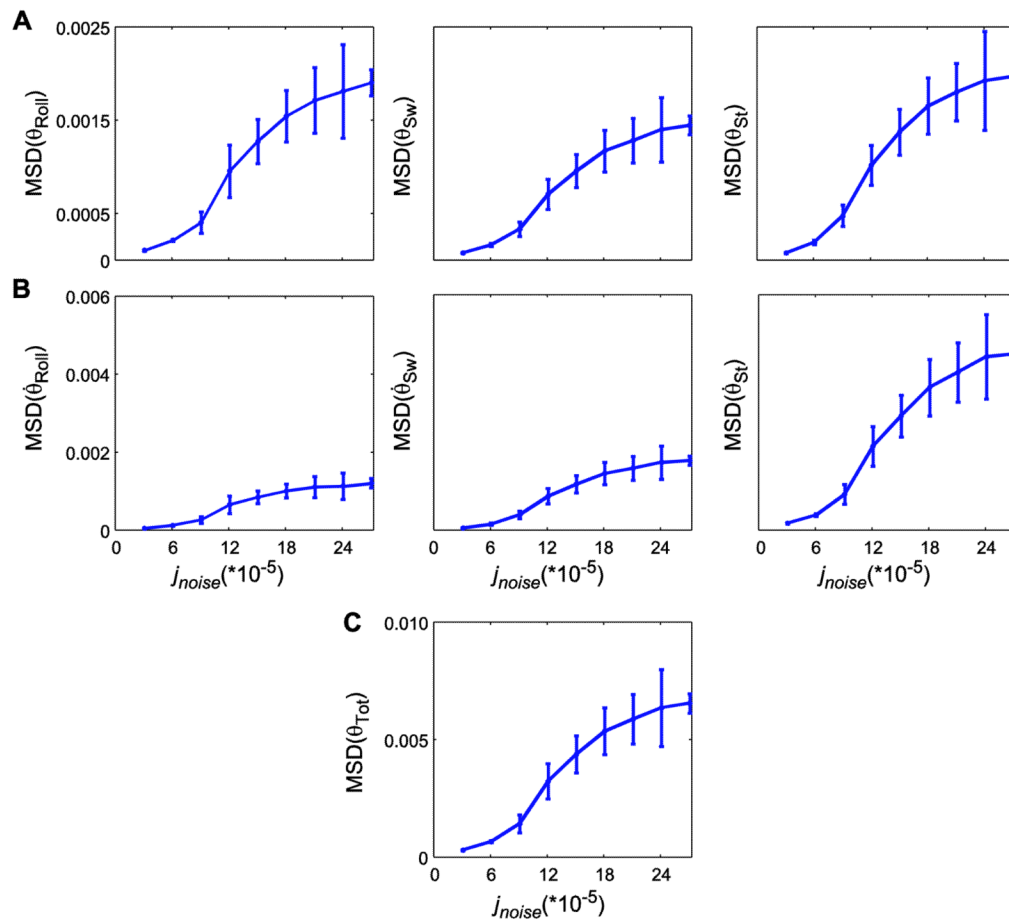 A
0.0025
0.0015
0.0005
0
MSD(θRoll)
MSD(θSw)
MSD(θSt)
B
0.006
0.004
0.002
0
MSD(θ̇Roll)
MSD(θ̇Sw)
MSD(θ̇St)
0 6 12 18 24
0 6 12 18 24
0 6 12 18 24
jnoise(*10-5)
jnoise(*10-5)
jnoise(*10-5)
C
0.010
0.005
0
MSD(θTot)
0 6 12 18 24
jnoise(*10-5)